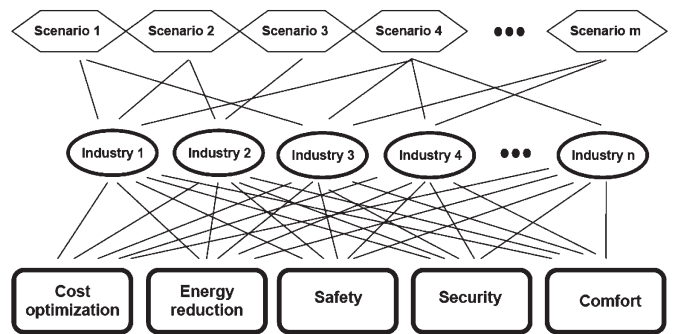 Scenario 1 Scenario 2 Scenario 3 Scenario 4 ●●● Scenario m
Industry 1 Industry 2 Industry 3 Industry 4 ●●● Industry n
Cost optimization Energy reduction Safety Security Comfort